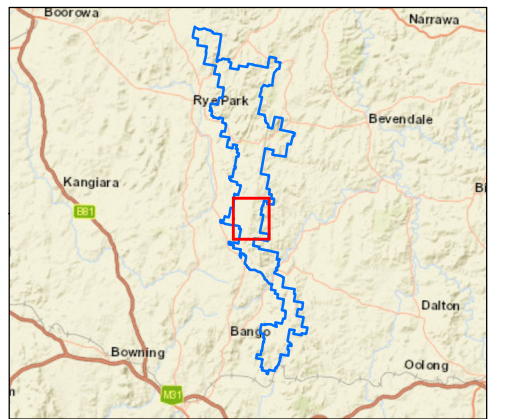 Boorowa
Narrawa
Rye Park
Bevendale
Kangiara
Bi
B81
Dalton
Bango
Bowning
Oolong
M31
n